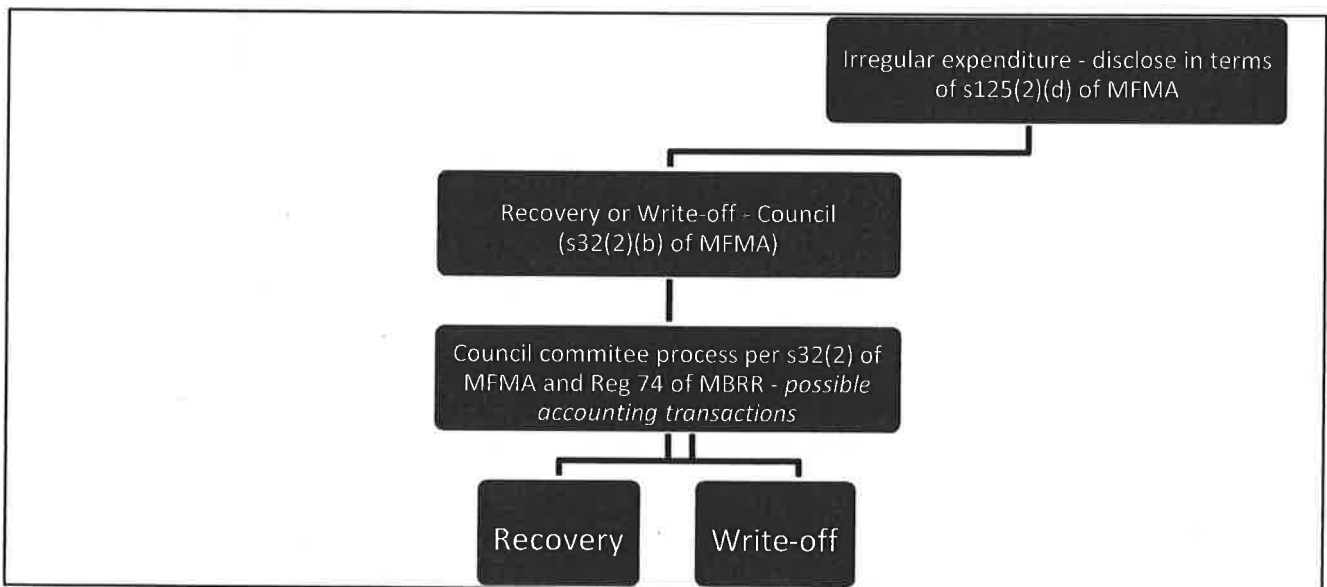 Irregular expenditure - disclose in terms
of s125(2)(d) of MFMA
Recovery or Write-off - Council
(s32(2)(b) of MFMA)
Council commitee process per s32(2) of
MFMA and Reg 74 of MBRR - possible
accounting transactions
Recovery
Write-off